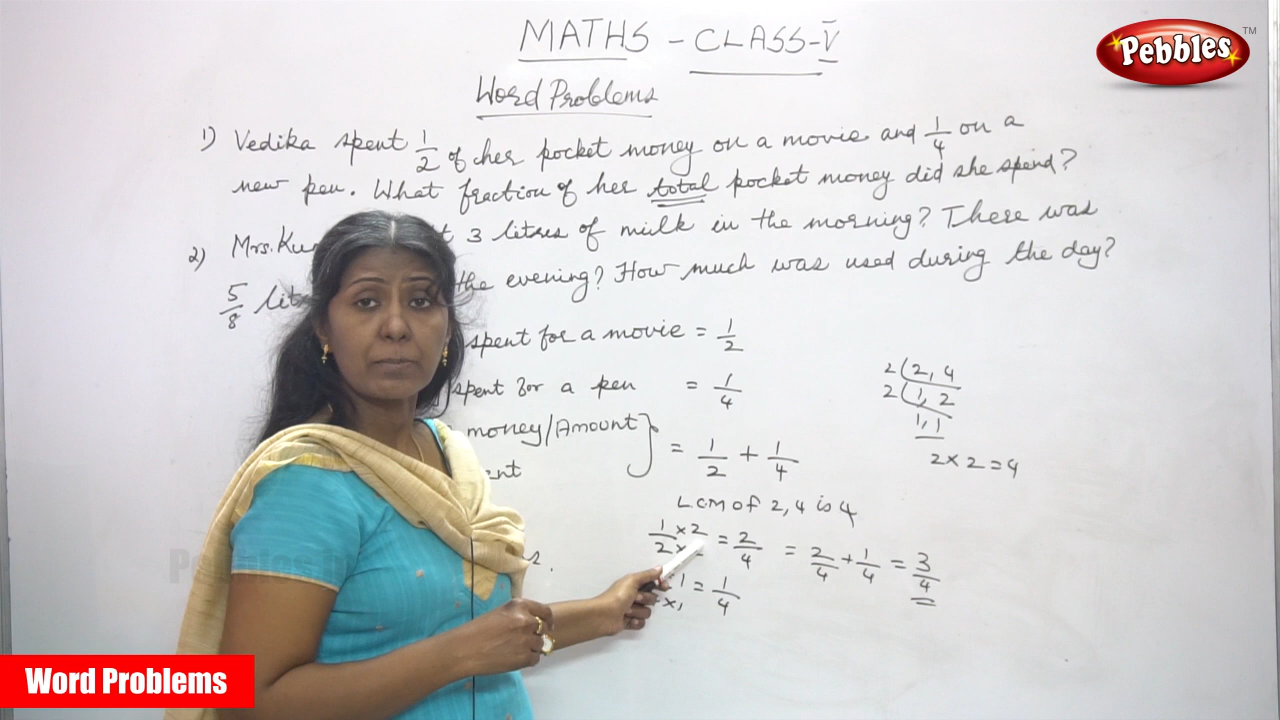 MATHS - CLASS-V
Pebbles TM
Word Problems
1) Vedika spent 1/2 of her pocket money on a movie and 1/4 on a
new pen. What fraction of her total pocket money did she spend?
2) Mrs. 3 litres of milk in the morning? There was
5/8 the evening? How much was used during the day?
spent for a movie = 1/2
spent for a pen = 1/4
money/Amount } = 1/2 + 1/4
2 ( 2, 4
2 ( 1, 2
1, 1
2 × 2 = 4
L.C.M of 2, 4 is 4
1/2 × 2 = 2/4 = 2/4 + 1/4 = 3/4
× 1 = 1/4
Word Problems